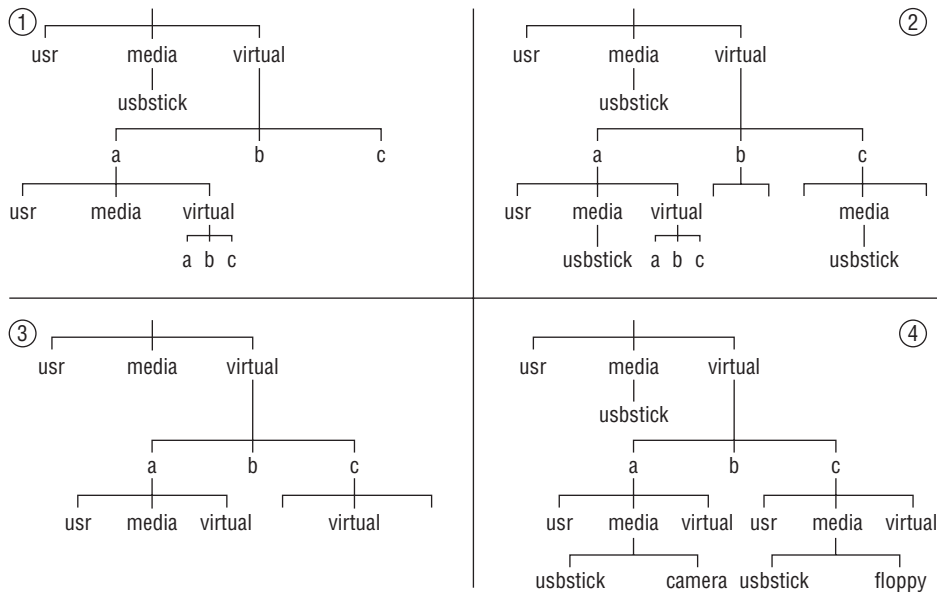 1
usr media virtual
usbstick
a b c
usr media virtual
a b c
2
usr media virtual
usbstick
a b c
usr media virtual media
usbstick a b c usbstick
3
usr media virtual
a b c
usr media virtual virtual
4
usr media virtual
usbstick
a b c
usr media virtual usr media virtual
usbstick camera usbstick floppy